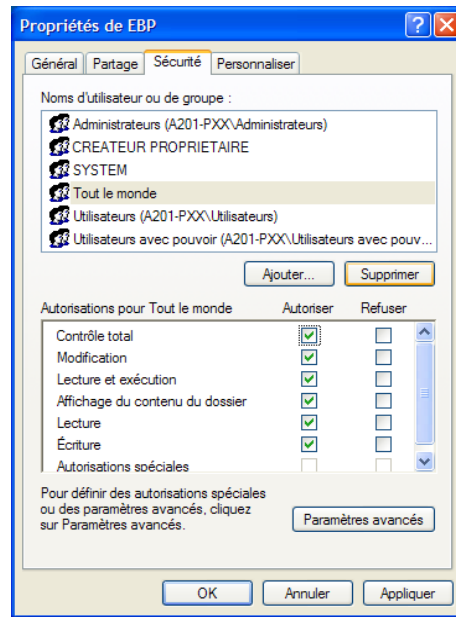 Propriétés de EBP
Général Partage Sécurité Personnaliser
Noms d'utilisateur ou de groupe :
Administrateurs (A201-PXX\Administrateurs)
CREATEUR PROPRIETAIRE
SYSTEM
Tout le monde
Utilisateurs (A201-PXX\Utilisateurs)
Utilisateurs avec pouvoir (A201-PXX\Utilisateurs avec pouv...
Ajouter... Supprimer
Autorisations pour Tout le monde Autoriser Refuser
Contrôle total
Modification
Lecture et exécution
Affichage du contenu du dossier
Lecture
Écriture
Autorisations spéciales
Pour définir des autorisations spéciales
ou des paramètres avancés, cliquez
sur Paramètres avancés.
Paramètres avancés
OK Annuler Appliquer